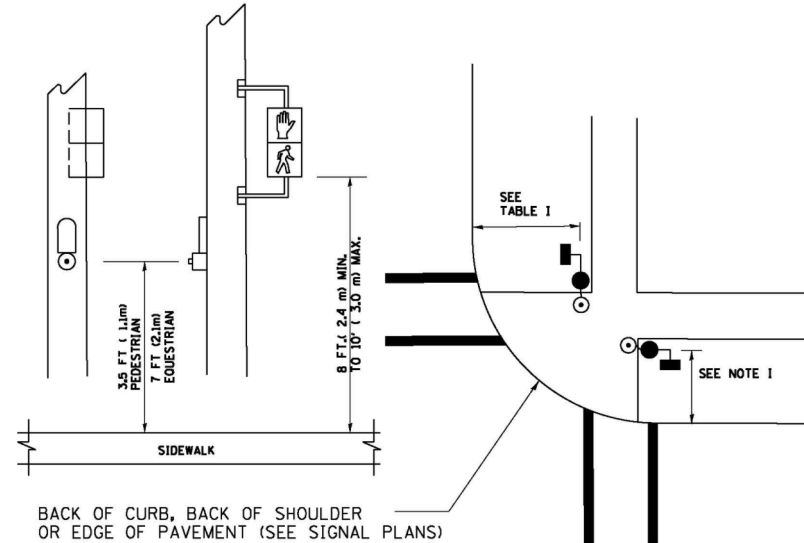 3.5 FT ( 1.1m)
PEDESTRIAN
7 FT (2.1m)
EQUESTRIAN
8 FT.( 2.4 m) MIN.
TO 10' ( 3.0 m) MAX.
SIDEWALK
SEE
TABLE I
SEE NOTE I
BACK OF CURB, BACK OF SHOULDER
OR EDGE OF PAVEMENT (SEE SIGNAL PLANS)